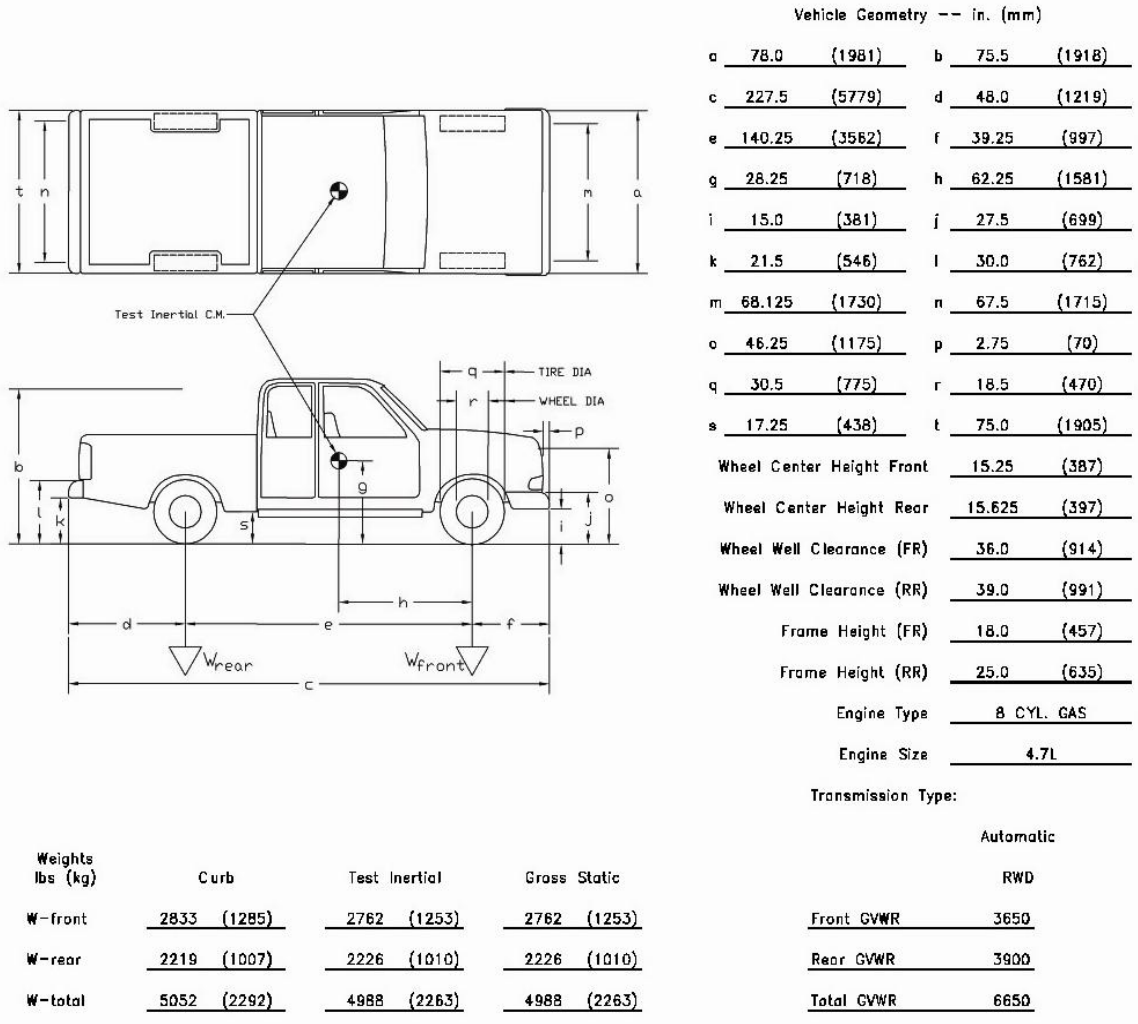 Vehicle Geometry -- in. (mm)
a 78.0 (1981) b 75.5 (1918)
c 227.5 (5779) d 48.0 (1219)
e 140.25 (3562) f 39.25 (997)
g 28.25 (718) h 62.25 (1581)
i 15.0 (381) j 27.5 (699)
k 21.5 (546) l 30.0 (762)
m 68.125 (1730) n 67.5 (1715)
o 46.25 (1175) p 2.75 (70)
q 30.5 (775) r 18.5 (470)
s 17.25 (438) t 75.0 (1905)
Wheel Center Height Front 15.25 (387)
Wheel Center Height Rear 15.625 (397)
Wheel Well Clearance (FR) 36.0 (914)
Wheel Well Clearance (RR) 39.0 (991)
Frame Height (FR) 18.0 (457)
Frame Height (RR) 25.0 (635)
Engine Type 8 CYL. GAS
Engine Size 4.7L
Transmission Type:
Automatic
RWD
Front GVWR 3650
Rear GVWR 3900
Total GVWR 6650
t n m a
Test Inertial C.M.
q TIRE DIA
r WHEEL DIA
p
b l k s g i j o
h
d e f
Wrear Wfront
c
Weights
lbs (kg) Curb Test Inertial Gross Static
W-front 2833 (1285) 2762 (1253) 2762 (1253)
W-rear 2219 (1007) 2226 (1010) 2226 (1010)
W-total 5052 (2292) 4988 (2263) 4988 (2263)